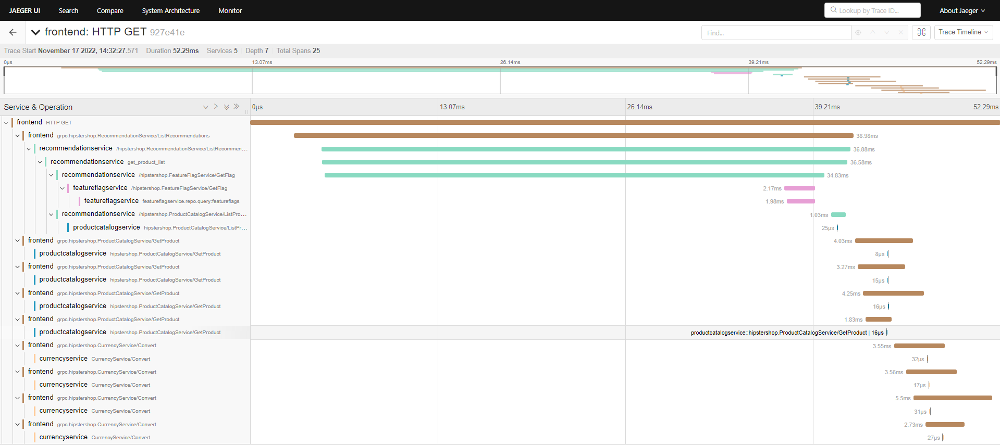 JAEGER UI Search Compare System Architecture Monitor Lookup by Trace ID... About Jaeger
frontend: HTTP GET 927e41e Find... Trace Timeline
Trace Start November 17 2022, 14:32:27.571 Duration 52.29ms Services 5 Depth 7 Total Spans 25
0μs 13.07ms 26.14ms 39.21ms 52.29ms
Service & Operation 0μs 13.07ms 26.14ms 39.21ms 52.29ms
frontend HTTP GET
frontend grpc.hipstershop.RecommendationService/ListRecommendations 38.98ms
recommendationservice /hipstershop.RecommendationService/ListRecommen... 36.88ms
recommendationservice get_product_list 36.58ms
recommendationservice /hipstershop.FeatureFlagService/GetFlag 34.83ms
featureflagservice /hipstershop.FeatureFlagService/GetFlag 2.17ms
featureflagservice featureflagservice.repo.query:featureflags 1.98ms
recommendationservice /hipstershop.ProductCatalogService/ListPro... 1.03ms
productcatalogservice hipstershop.ProductCatalogService/ListPr... 25μs
frontend grpc.hipstershop.ProductCatalogService/GetProduct 4.03ms
productcatalogservice hipstershop.ProductCatalogService/GetProduct 8μs
frontend grpc.hipstershop.ProductCatalogService/GetProduct 3.27ms
productcatalogservice hipstershop.ProductCatalogService/GetProduct 15μs
frontend grpc.hipstershop.ProductCatalogService/GetProduct 4.25ms
productcatalogservice hipstershop.ProductCatalogService/GetProduct 16μs
frontend grpc.hipstershop.ProductCatalogService/GetProduct 1.83ms
productcatalogservice hipstershop.ProductCatalogService/GetProduct productcatalogservice::hipstershop.ProductCatalogService/GetProduct | 16μs
frontend grpc.hipstershop.CurrencyService/Convert 3.55ms
currencyservice CurrencyService/Convert 32μs
frontend grpc.hipstershop.CurrencyService/Convert 3.56ms
currencyservice CurrencyService/Convert 17μs
frontend grpc.hipstershop.CurrencyService/Convert 5.5ms
currencyservice CurrencyService/Convert 31μs
frontend grpc.hipstershop.CurrencyService/Convert 2.73ms
currencyservice CurrencyService/Convert 27μs